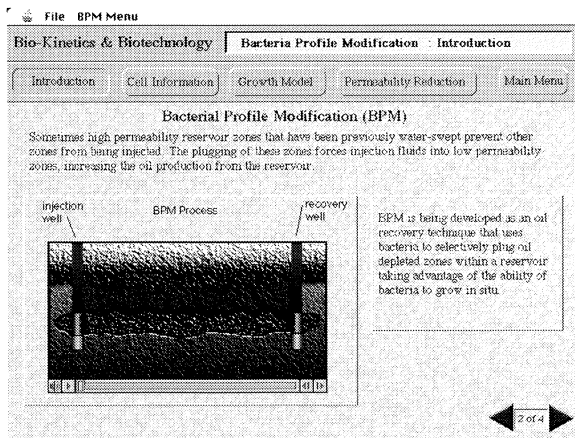 File BPM Menu
Bio-Kinetics & Biotechnology
Bacteria Profile Modification : Introduction
Introduction
Cell Information
Growth Model
Permeability Reduction
Main Menu
Bacterial Profile Modification (BPM)
Sometimes high permeability reservoir zones that have been previously water-swept prevent other
zones from being injected. The plugging of these zones forces injection fluids into low permeability
zones, increasing the oil production from the reservoir.
injection
well
BPM Process
recovery
well
BPM is being developed as an oil
recovery technique that uses
bacteria to selectively plug oil
depleted zones within a reservoir
taking advantage of the ability of
bacteria to grow in situ.
2 of 4